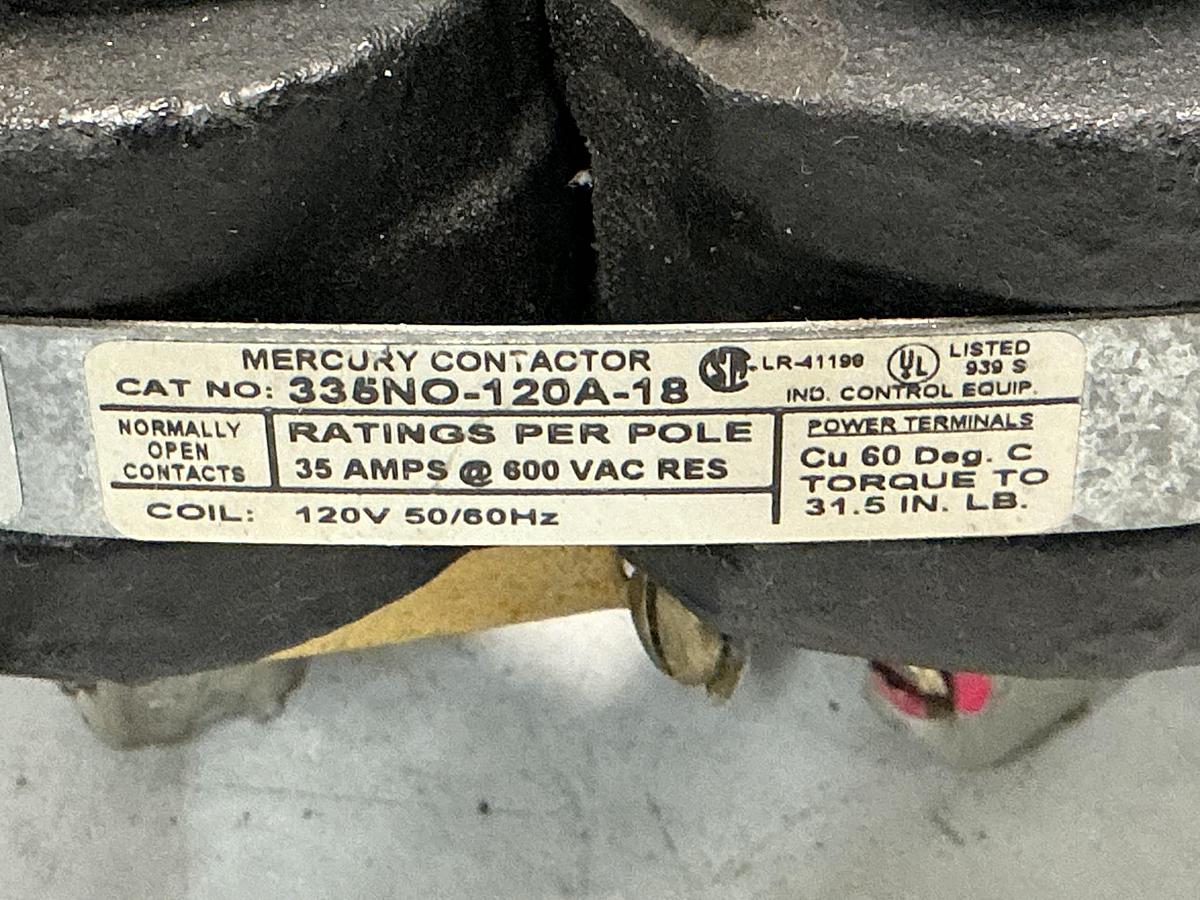 MERCURY CONTACTOR
CAT NO: 335NO-120A-18
LR-41198
UL
LISTED
939 S
IND. CONTROL EQUIP.
NORMALLY
OPEN
CONTACTS
RATINGS PER POLE
35 AMPS @ 600 VAC RES
POWER TERMINALS
Cu 60 Deg. C
TORQUE TO
31.5 IN. LB.
COIL: 120V 50/60Hz